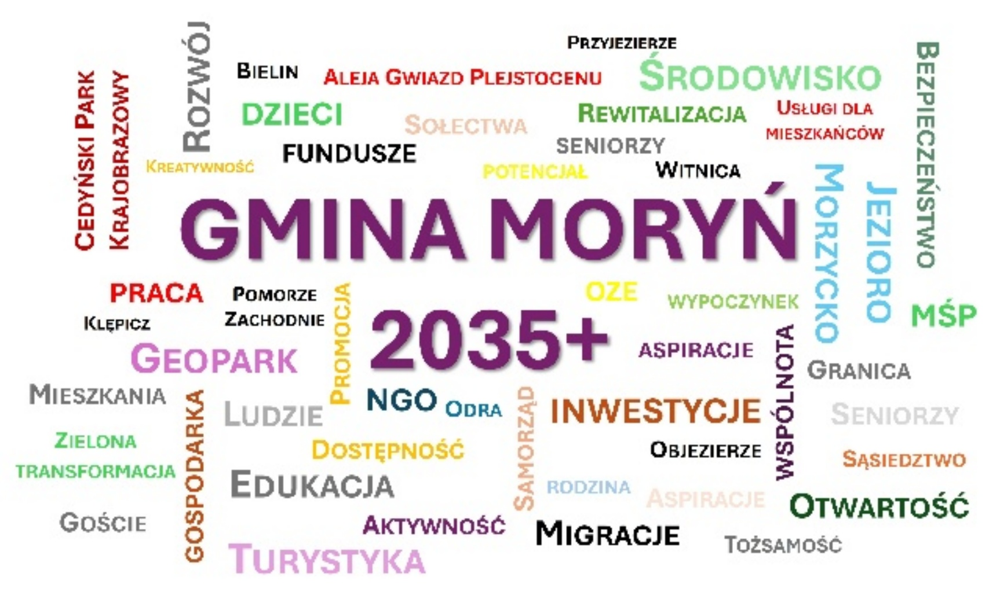 Rozwój
Cedyński Park
Krajobrazowy
Przyjezierze
Bielin
Aleja Gwiazd Plejstocenu
Środowisko
Bezpieczeństwo
DZIECI
Sołectwa
Rewitalizacja
Usługi dla
mieszkańców
FUNDUSZE
seniorzy
Kreatywność
potencjał
Witnica
GMINA MORYŃ
Jezioro
Morzycko
praca
Pomorze
Zachodnie
Promocja
OZE
wypoczynek
MŚP
Klępicz
2035+
Geopark
aspiracje
wspólnota
Granica
Mieszkania
gospodarka
Ludzie
NGO
Odra
Samorząd
inwestycje
Seniorzy
Zielona
transformacja
Dostępność
Objezierze
Sąsiedztwo
Edukacja
rodzina
Aspiracje
Otwartość
Goście
Aktywność
Migracje
Tożsamość
Turystyka